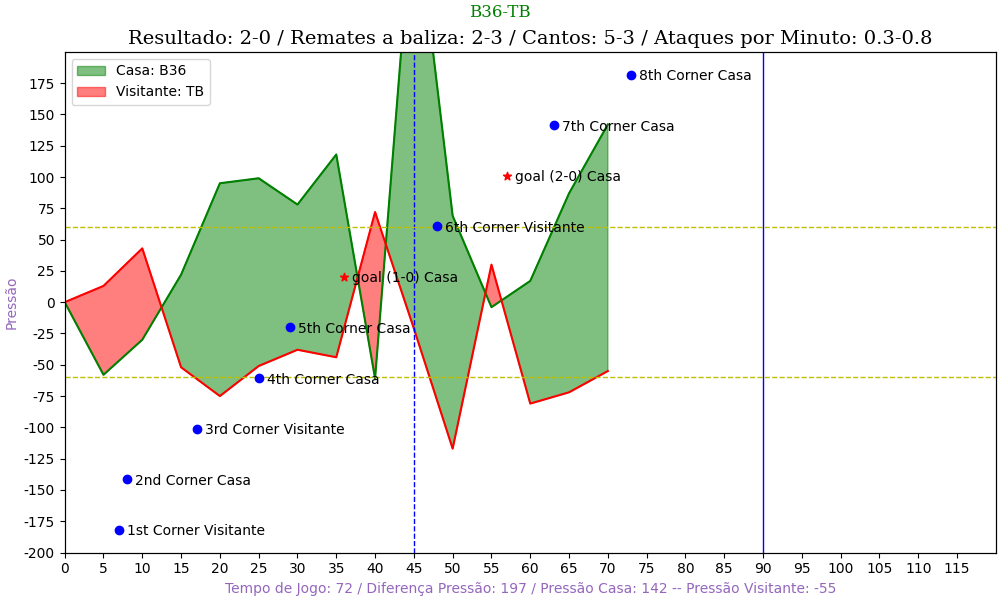 B36-TB
Resultado: 2-0 / Remates a baliza: 2-3 / Cantos: 5-3 / Ataques por Minuto: 0.3-0.8
Casa: B36
Visitante: TB
8th Corner Casa
7th Corner Casa
goal (2-0) Casa
6th Corner Visitante
goal (1-0) Casa
5th Corner Casa
4th Corner Casa
3rd Corner Visitante
2nd Corner Casa
1st Corner Visitante
Pressão
175
150
125
100
75
50
25
0
-25
-50
-75
-100
-125
-150
-175
-200
0 5 10 15 20 25 30 35 40 45 50 55 60 65 70 75 80 85 90 95 100 105 110 115
Tempo de Jogo: 72 / Diferença Pressão: 197 / Pressão Casa: 142 -- Pressão Visitante: -55